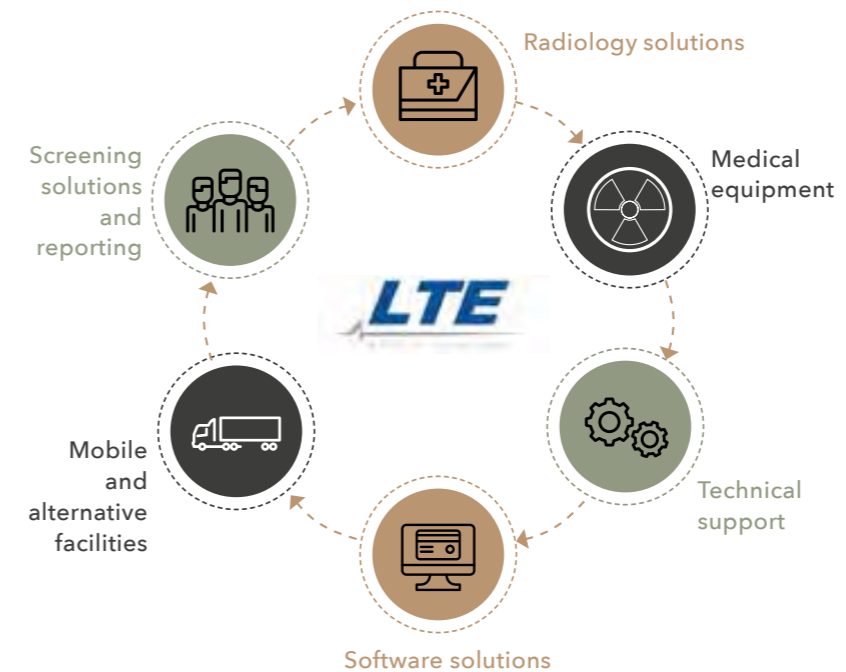 Radiology solutions
Medical
equipment
Technical
support
Software solutions
Mobile
and
alternative
facilities
Screening
solutions
and
reporting
LTE